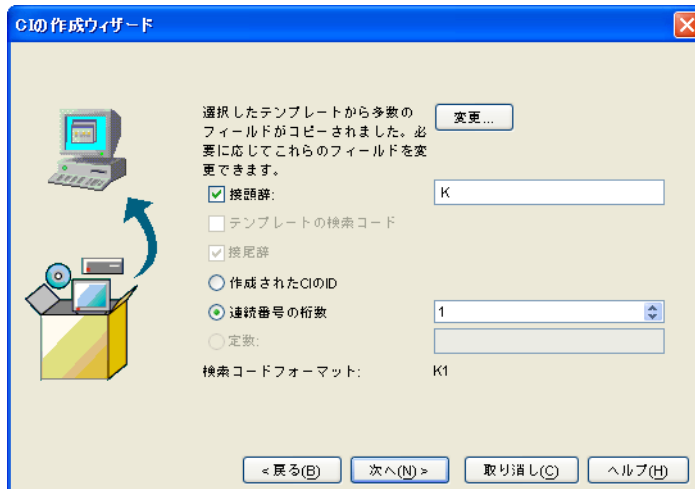 CIの作成ウィザード
選択したテンプレートから多数の
フィールドがコピーされました。必
要に応じてこれらのフィールドを変
更できます。
変更...
接頭辞:
K
テンプレートの検索コード
接尾辞
作成されたCIのID
連続番号の桁数
1
定数:
検索コードフォーマット:
K1
<戻る(B)
次へ(N)>
取り消し(C)
ヘルプ(H)